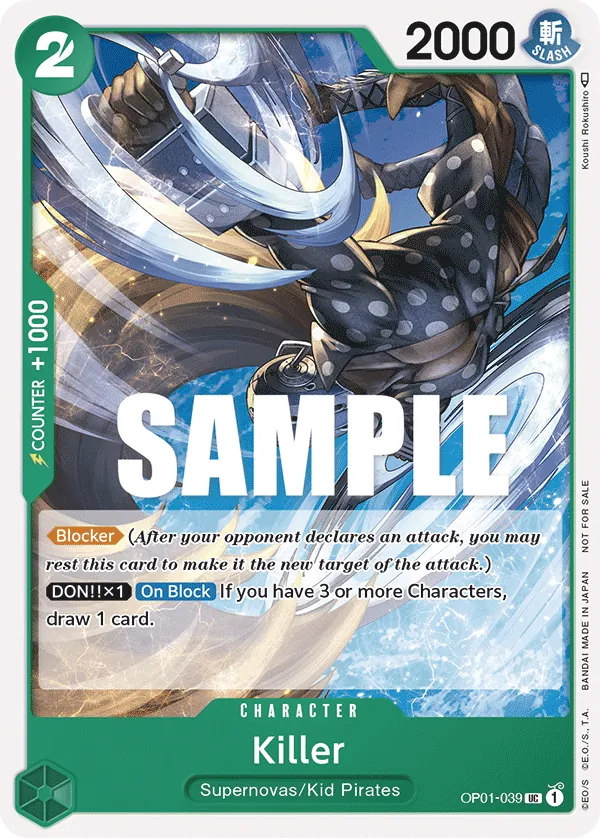 2
2000
斬
SLASH
Koushi Rokushiro
COUNTER +1000
SAMPLE
Blocker (After your opponent declares an attack, you may
rest this card to make it the new target of the attack.)
DON!!×1 On Block If you have 3 or more Characters,
draw 1 card.
CHARACTER
Killer
Supernovas/Kid Pirates
OP01-039 UC 1
©EO/S ©E.O./S., T.A. BANDAI MADE IN JAPAN NOT FOR SALE